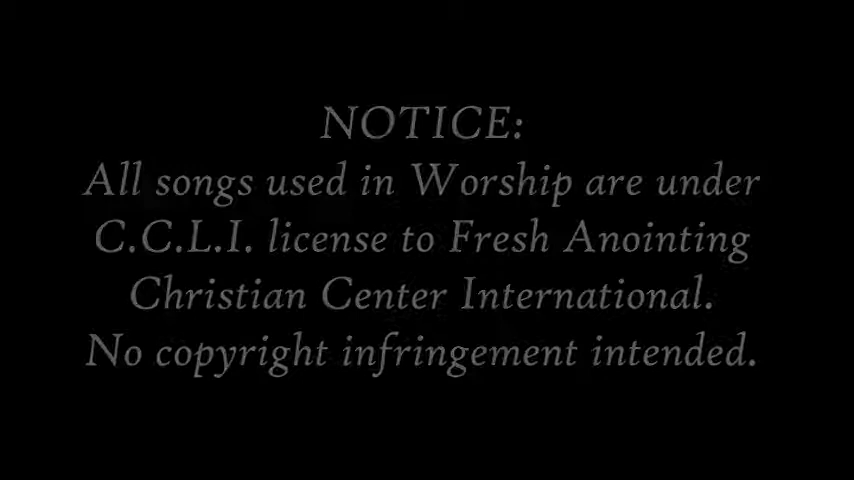 NOTICE:
All songs used in Worship are under
C.C.L.I. license to Fresh Anointing
Christian Center International.
No copyright infringement intended.